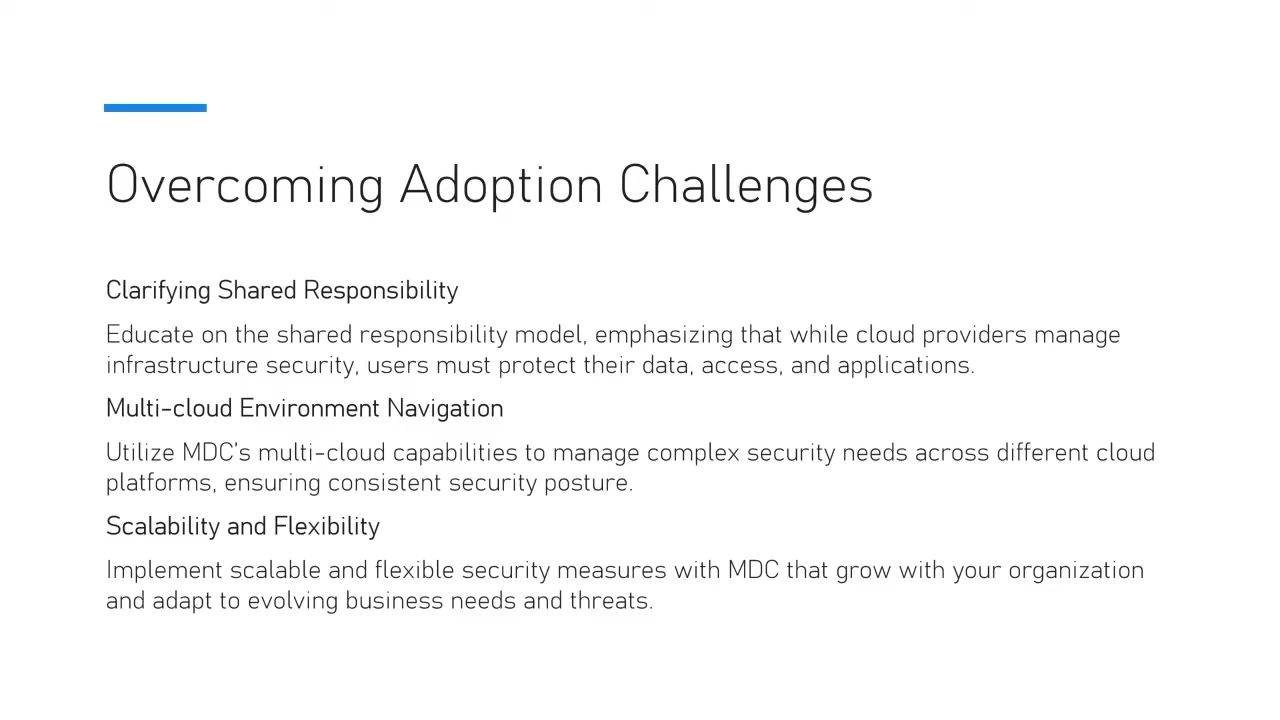 Overcoming Adoption Challenges
Clarifying Shared Responsibility
Educate on the shared responsibility model, emphasizing that while cloud providers manage
infrastructure security, users must protect their data, access, and applications.
Multi-cloud Environment Navigation
Utilize MDC’s multi-cloud capabilities to manage complex security needs across different cloud
platforms, ensuring consistent security posture.
Scalability and Flexibility
Implement scalable and flexible security measures with MDC that grow with your organization
and adapt to evolving business needs and threats.